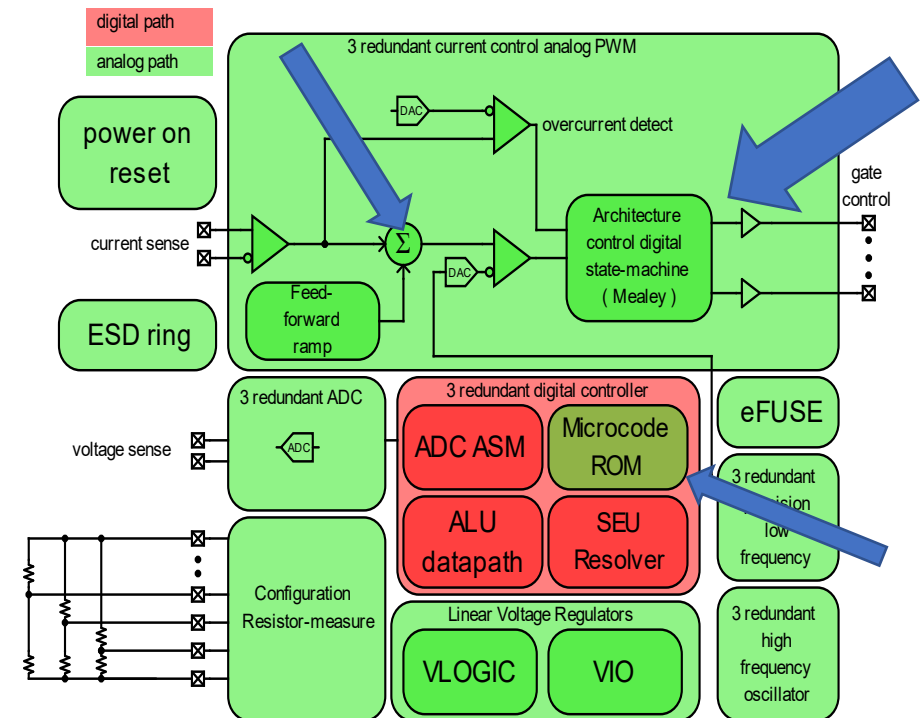 digital path
analog path
3 redundant current control analog PWM
power on
reset
DAC
overcurrent detect
gate
control
current sense
Σ
DAC
Architecture
control digital
state-machine
( Mealey )
Feed-
forward
ramp
ESD ring
3 redundant ADC
voltage sense
ADC
3 redundant digital controller
ADC ASM
Microcode
ROM
ALU
datapath
SEU
Resolver
eFUSE
3 redundant
low
frequency
Configuration
Resistor-measure
Linear Voltage Regulators
VLOGIC
VIO
3 redundant
high
frequency
oscillator